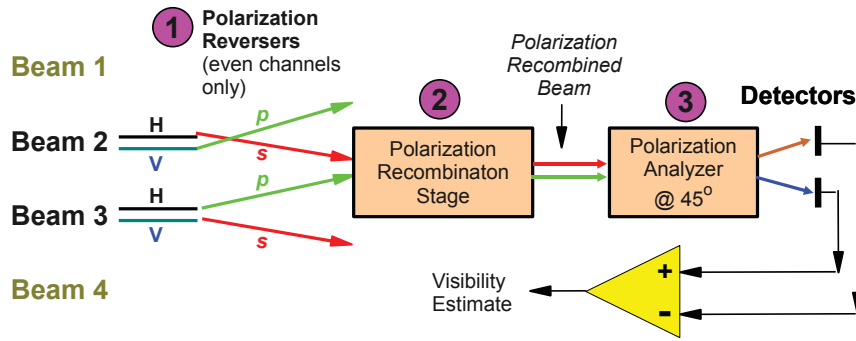 1
Polarization
Reversers
(even channels
only)
Beam 1
Beam 2
H
V
p
s
Beam 3
H
V
p
s
Beam 4
2
Polarization
Recombinaton
Stage
Polarization
Recombined
Beam
3
Polarization
Analyzer
@ 45o
Detectors
+
-
Visibility
Estimate